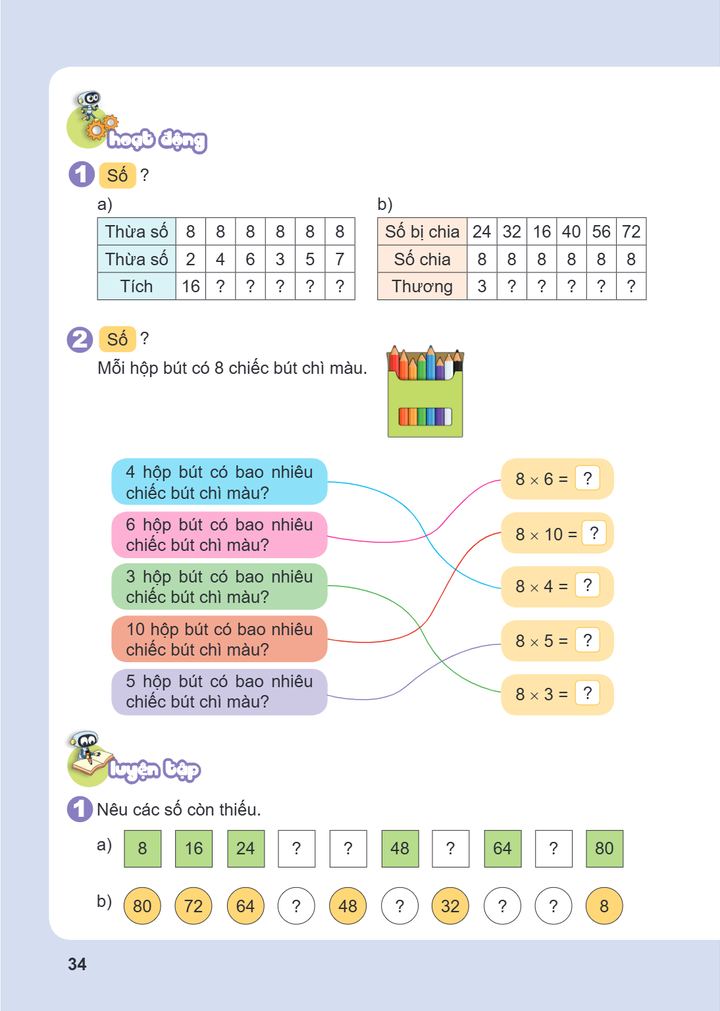 hoạt động
1 Số ?
a)
Thừa số 8 8 8 8 8 8
Thừa số 2 4 6 3 5 7
Tích 16 ? ? ? ? ?
b)
Số bị chia 24 32 16 40 56 72
Số chia 8 8 8 8 8 8
Thương 3 ? ? ? ? ?
2 Số ?
Mỗi hộp bút có 8 chiếc bút chì màu.
4 hộp bút có bao nhiêu
chiếc bút chì màu?
6 hộp bút có bao nhiêu
chiếc bút chì màu?
3 hộp bút có bao nhiêu
chiếc bút chì màu?
10 hộp bút có bao nhiêu
chiếc bút chì màu?
5 hộp bút có bao nhiêu
chiếc bút chì màu?
8 × 6 = ?
8 × 10 = ?
8 × 4 = ?
8 × 5 = ?
8 × 3 = ?
luyện tập
1 Nêu các số còn thiếu.
a) 8 16 24 ? ? 48 ? 64 ? 80
b) 80 72 64 ? 48 ? 32 ? ? 8
34